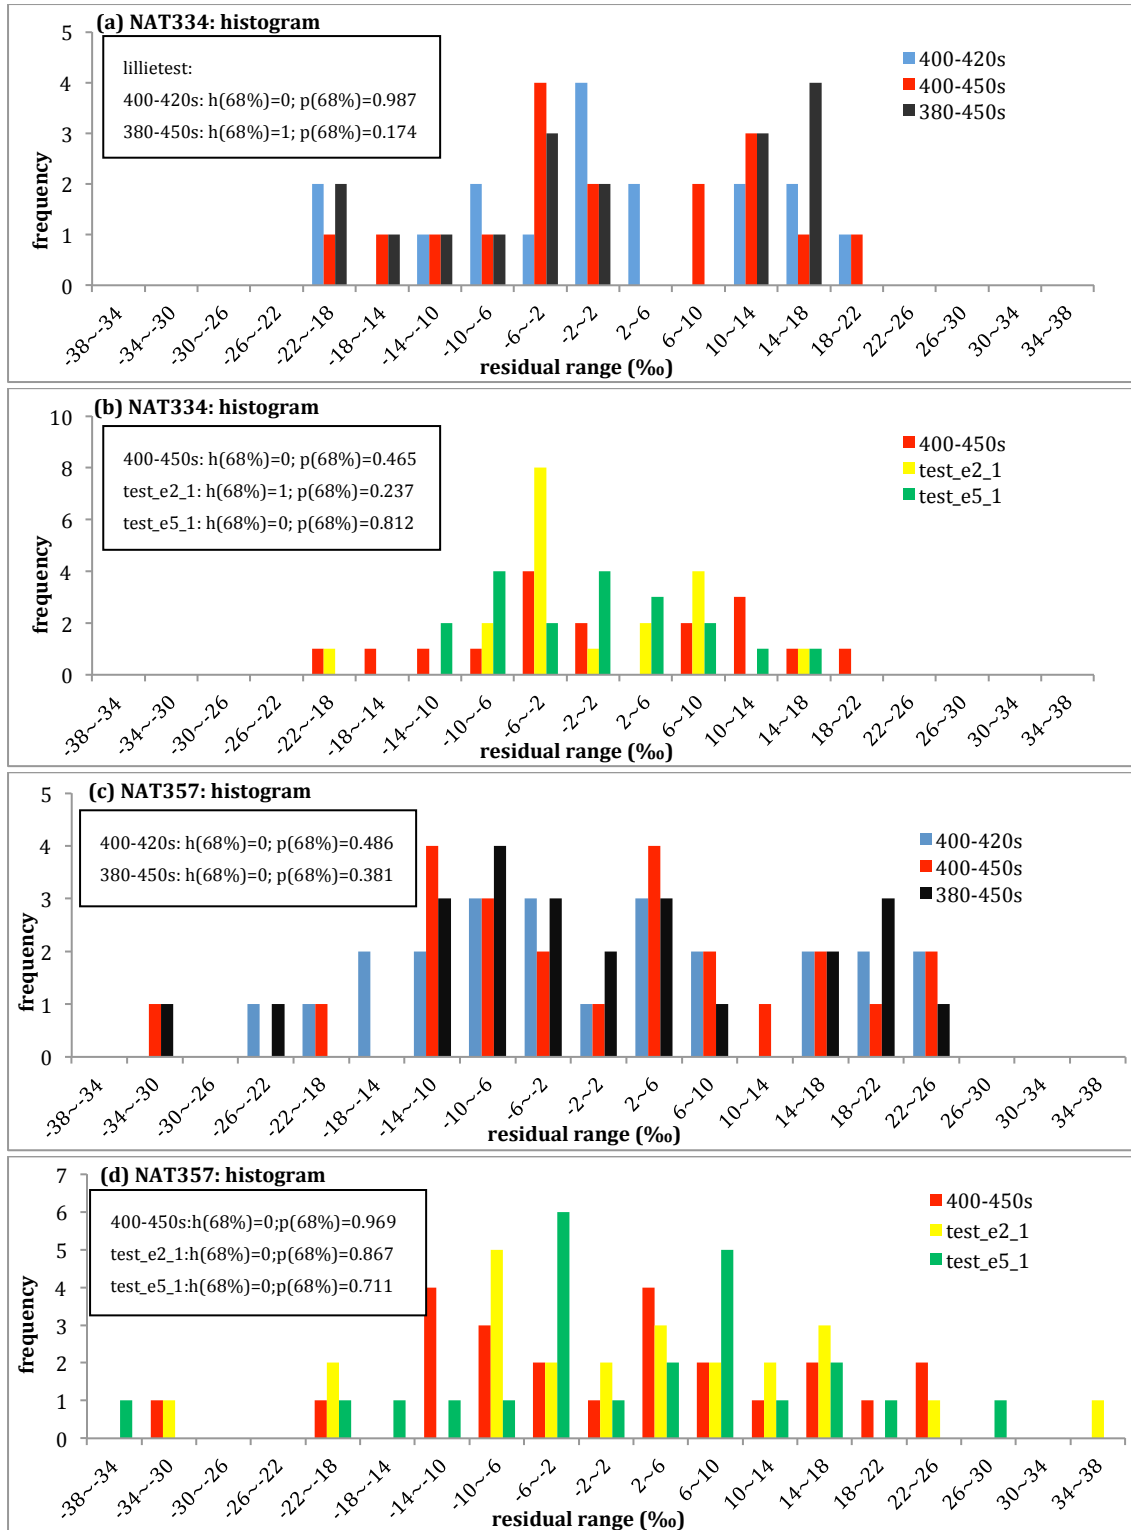 (a) NAT334: histogram
lillietest:
400-420s: h(68%)=0; p(68%)=0.987
380-450s: h(68%)=1; p(68%)=0.174
400-420s
400-450s
380-450s
frequency
5
4
3
2
1
0
-38~-34 -34~-30 -30~-26 -26~-22 -22~-18 -18~-14 -14~-10 -10~-6 -6~-2 -2~2 2~6 6~10 10~14 14~18 18~22 22~26 26~30 30~34 34~38
residual range (‰)
(b) NAT334: histogram
400-450s: h(68%)=0; p(68%)=0.465
test_e2_1: h(68%)=1; p(68%)=0.237
test_e5_1: h(68%)=0; p(68%)=0.812
400-450s
test_e2_1
test_e5_1
frequency
10
8
6
4
2
0
-38~-34 -34~-30 -30~-26 -26~-22 -22~-18 -18~-14 -14~-10 -10~-6 -6~-2 -2~2 2~6 6~10 10~14 14~18 18~22 22~26 26~30 30~34 34~38
residual range (‰)
(c) NAT357: histogram
400-420s: h(68%)=0; p(68%)=0.486
380-450s: h(68%)=0; p(68%)=0.381
400-420s
400-450s
380-450s
frequency
5
4
3
2
1
0
-38~-34 -34~-30 -30~-26 -26~-22 -22~-18 -18~-14 -14~-10 -10~-6 -6~-2 -2~2 2~6 6~10 10~14 14~18 18~22 22~26 26~30 30~34 34~38
residual range (‰)
(d) NAT357: histogram
400-450s:h(68%)=0;p(68%)=0.969
test_e2_1:h(68%)=0;p(68%)=0.867
test_e5_1:h(68%)=0;p(68%)=0.711
400-450s
test_e2_1
test_e5_1
frequency
7
6
5
4
3
2
1
0
-38~-34 -34~-30 -30~-26 -26~-22 -22~-18 -18~-14 -14~-10 -10~-6 -6~-2 -2~2 2~6 6~10 10~14 14~18 18~22 22~26 26~30 30~34 34~38
residual range (‰)